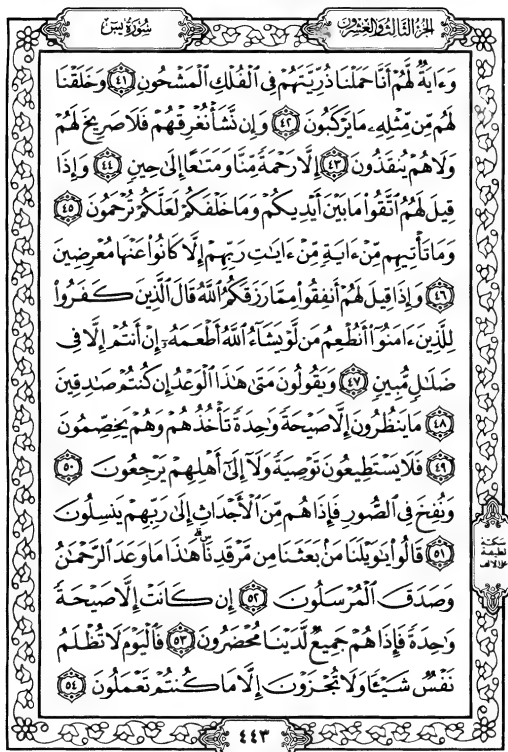 الجزء الثالث والعشرون
سورة يس
وَءَايَةٌ لَّهُمْ أَنَّا حَمَلْنَا ذُرِّيَّتَهُمْ فِي ٱلْفُلْكِ ٱلْمَشْحُونِ ٤١ وَخَلَقْنَا
لَهُم مِّن مِّثْلِهِۦ مَا يَرْكَبُونَ ٤٢ وَإِن نَّشَأْ نُغْرِقْهُمْ فَلَا صَرِيخَ لَهُمْ
وَلَا هُمْ يُنقَذُونَ ٤٣ إِلَّا رَحْمَةً مِّنَّا وَمَتَٰعًا إِلَىٰ حِينٍ ٤٤ وَإِذَا
قِيلَ لَهُمُ ٱتَّقُوا۟ مَا بَيْنَ أَيْدِيكُمْ وَمَا خَلْفَكُمْ لَعَلَّكُمْ تُرْحَمُونَ ٤٥
وَمَا تَأْتِيهِم مِّنْ ءَايَةٍ مِّنْ ءَايَٰتِ رَبِّهِمْ إِلَّا كَانُوا۟ عَنْهَا مُعْرِضِينَ
٤٦ وَإِذَا قِيلَ لَهُمْ أَنفِقُوا۟ مِمَّا رَزَقَكُمُ ٱللَّهُ قَالَ ٱلَّذِينَ كَفَرُوا۟
لِلَّذِينَ ءَامَنُوٓا۟ أَنُطْعِمُ مَن لَّوْ يَشَآءُ ٱللَّهُ أَطْعَمَهُۥٓ إِنْ أَنتُمْ إِلَّا فِي
ضَلَٰلٍ مُّبِينٍ ٤٧ وَيَقُولُونَ مَتَىٰ هَٰذَا ٱلْوَعْدُ إِن كُنتُمْ صَٰدِقِينَ
٤٨ مَا يَنظُرُونَ إِلَّا صَيْحَةً وَٰحِدَةً تَأْخُذُهُمْ وَهُمْ يَخِصِّمُونَ
٤٩ فَلَا يَسْتَطِيعُونَ تَوْصِيَةً وَلَآ إِلَىٰٓ أَهْلِهِمْ يَرْجِعُونَ ٥٠
وَنُفِخَ فِي ٱلصُّورِ فَإِذَا هُم مِّنَ ٱلْأَجْدَاثِ إِلَىٰ رَبِّهِمْ يَنسِلُونَ
٥١ قَالُوا۟ يَٰوَيْلَنَا مَنۢ بَعَثَنَا مِن مَّرْقَدِنَا ۜ ۗ هَٰذَا مَا وَعَدَ ٱلرَّحْمَٰنُ
وَصَدَقَ ٱلْمُرْسَلُونَ ٥٢ إِن كَانَتْ إِلَّا صَيْحَةً
وَٰحِدَةً فَإِذَا هُمْ جَمِيعٌ لَّدَيْنَا مُحْضَرُونَ ٥٣ فَٱلْيَوْمَ لَا تُظْلَمُ
نَفْسٌ شَيْـًٔا وَلَا تُجْزَوْنَ إِلَّا مَا كُنتُمْ تَعْمَلُونَ ٥٤
سكتة
لطيفة
على الألف
٤٤٣